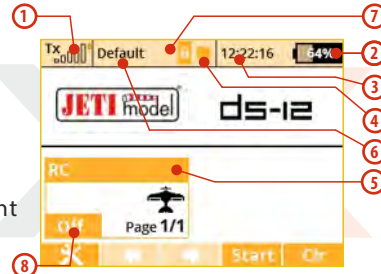 1
7
Tx Default 12:22:16 64%
2
3
4
JETI model ds-12
6
RC
5
nt
Off Page 1/1
Start Clr
8